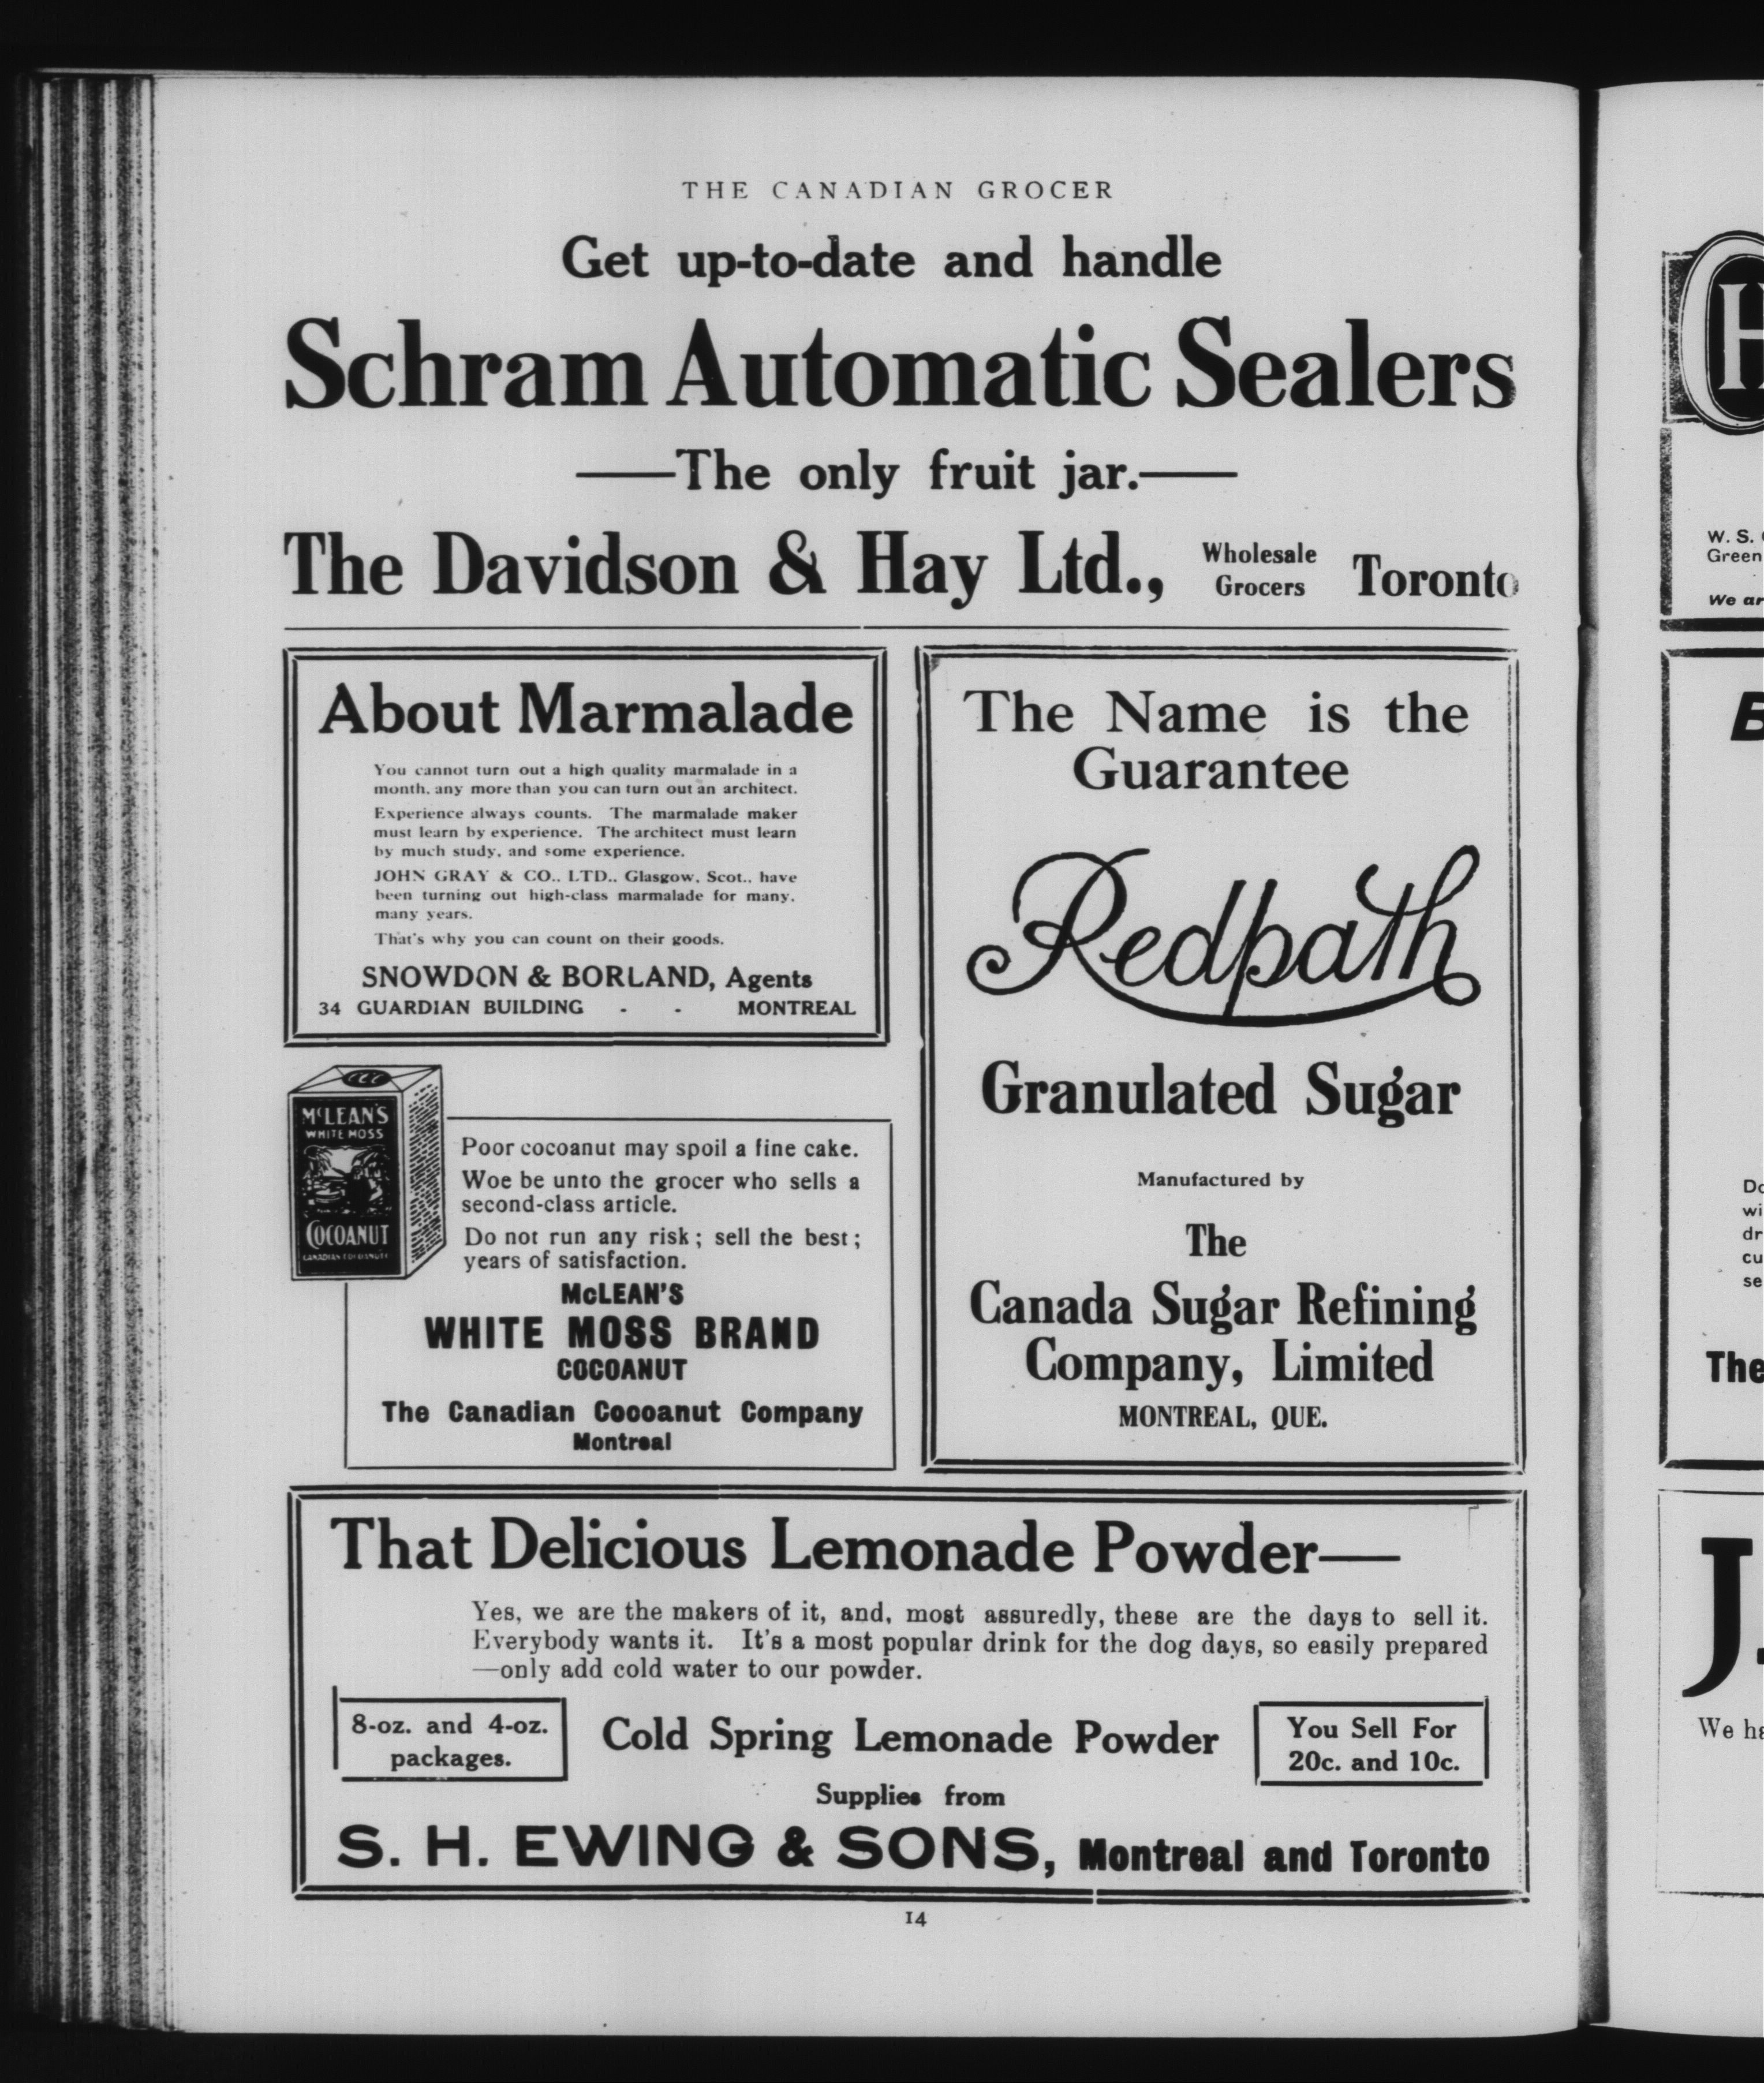 THE CANADIAN GROCER
Get up-to-date and handle
Schram Automatic Sealers
—The only fruit jar.—
The Davidson & Hay Ltd., Wholesale Grocers Toronto
About Marmalade
You cannot turn out a high quality marmalade in a
month, any more than you can turn out an architect.
Experience always counts. The marmalade maker
must learn by experience. The architect must learn
by much study, and some experience.
JOHN GRAY & CO., LTD., Glasgow, Scot., have
been turning out high-class marmalade for many,
many years.
That's why you can count on their goods.
SNOWDON & BORLAND, Agents
34 GUARDIAN BUILDING - - MONTREAL
McLEAN'S
WHITE MOSS
COCOANUT
Poor cocoanut may spoil a fine cake.
Woe be unto the grocer who sells a
second-class article.
Do not run any risk; sell the best;
years of satisfaction.
McLEAN'S
WHITE MOSS BRAND
COCOANUT
The Canadian Cocoanut Company
Montreal
The Name is the
Guarantee
Redpath
Granulated Sugar
Manufactured by
The
Canada Sugar Refining
Company, Limited
MONTREAL, QUE.
That Delicious Lemonade Powder—
Yes, we are the makers of it, and, most assuredly, these are the days to sell it.
Everybody wants it. It's a most popular drink for the dog days, so easily prepared
—only add cold water to our powder.
8-oz. and 4-oz.
packages.
Cold Spring Lemonade Powder
You Sell For
20c. and 10c.
Supplies from
S. H. EWING & SONS, Montreal and Toronto
14
W. S.
Green
We ar
B
Do
wi
dr
cu
se
The
J.
We ha